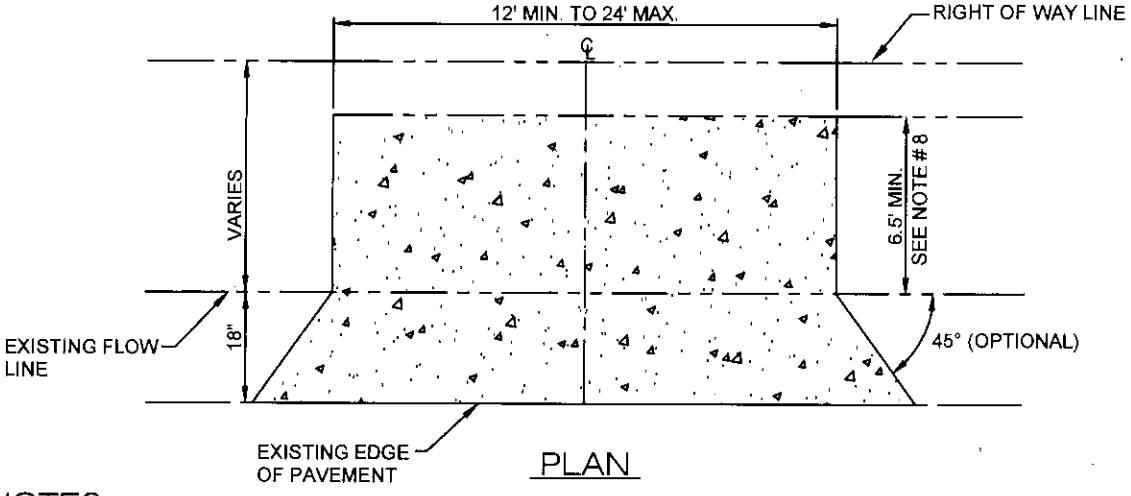 12' MIN. TO 24' MAX.
RIGHT OF WAY LINE
℄
VARIES
6.5' MIN.
SEE NOTE # 8
18"
EXISTING FLOW
LINE
45° (OPTIONAL)
EXISTING EDGE
OF PAVEMENT
PLAN